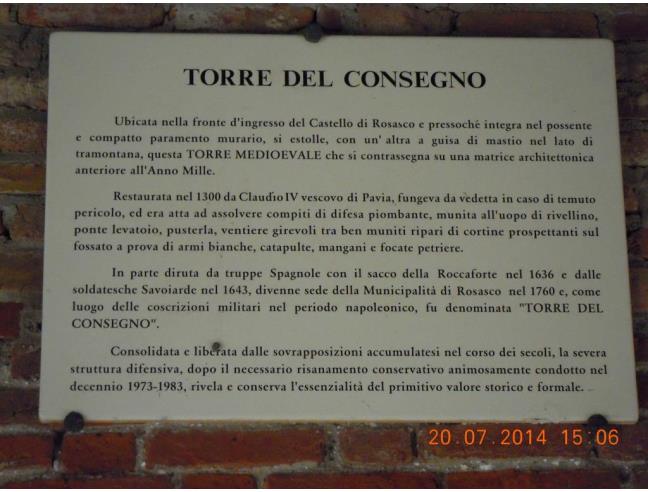 TORRE DEL CONSEGNO
Ubicata nella fronte d'ingresso del Castello di Rosasco e pressoché integra nel possente
e compatto paramento murario, si estolle, con un' altra a guisa di mastio nel lato di
tramontana, questa TORRE MEDIOEVALE che si contrassegna su una matrice architettonica
anteriore all'Anno Mille.
Restaurata nel 1300 da Claudio IV vescovo di Pavia, fungeva da vedetta in caso di temuto
pericolo, ed era atta ad assolvere compiti di difesa piombante, munita all'uopo di rivellino,
ponte levatoio, pusterla, ventiere girevoli tra ben muniti ripari di cortine prospettanti sul
fossato a prova di armi bianche, catapulte, mangani e focate petriere.
In parte diruta da truppe Spagnole con il sacco della Roccaforte nel 1636 e dalle
soldatesche Savoiarde nel 1643, divenne sede della Municipalità di Rosasco nel 1760 e, come
luogo delle coscrizioni militari nel periodo napoleonico, fu denominata "TORRE DEL
CONSEGNO".
Consolidata e liberata dalle sovrapposizioni accumulatesi nel corso dei secoli, la severa
struttura difensiva, dopo il necessario risanamento conservativo animosamente condotto nel
decennio 1973-1983, rivela e conserva l'essenzialità del primitivo valore storico e formale.
20.07.2014 15:06